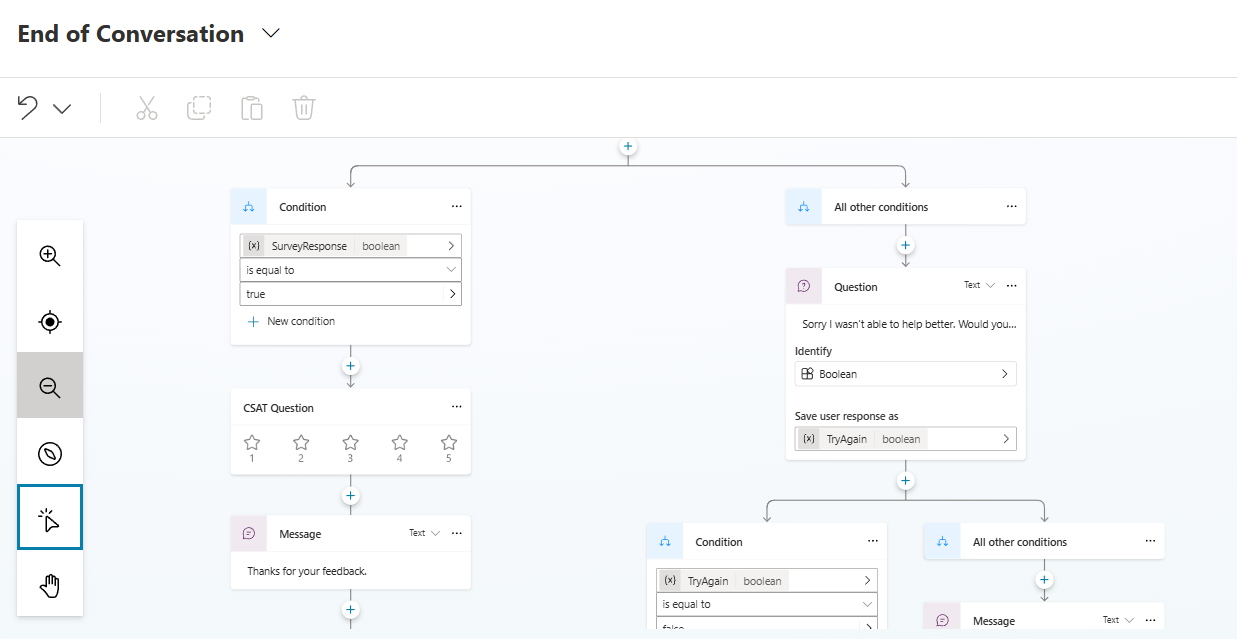 End of Conversation
Condition
(x) SurveyResponse boolean
is equal to
true
New condition
CSAT Question
1 2 3 4 5
Message Text
Thanks for your feedback.
All other conditions
Question Text
Sorry I wasn't able to help better. Would you...
Identify
Boolean
Save user response as
(x) TryAgain boolean
Condition
(x) TryAgain boolean
is equal to
false
All other conditions
Message Text